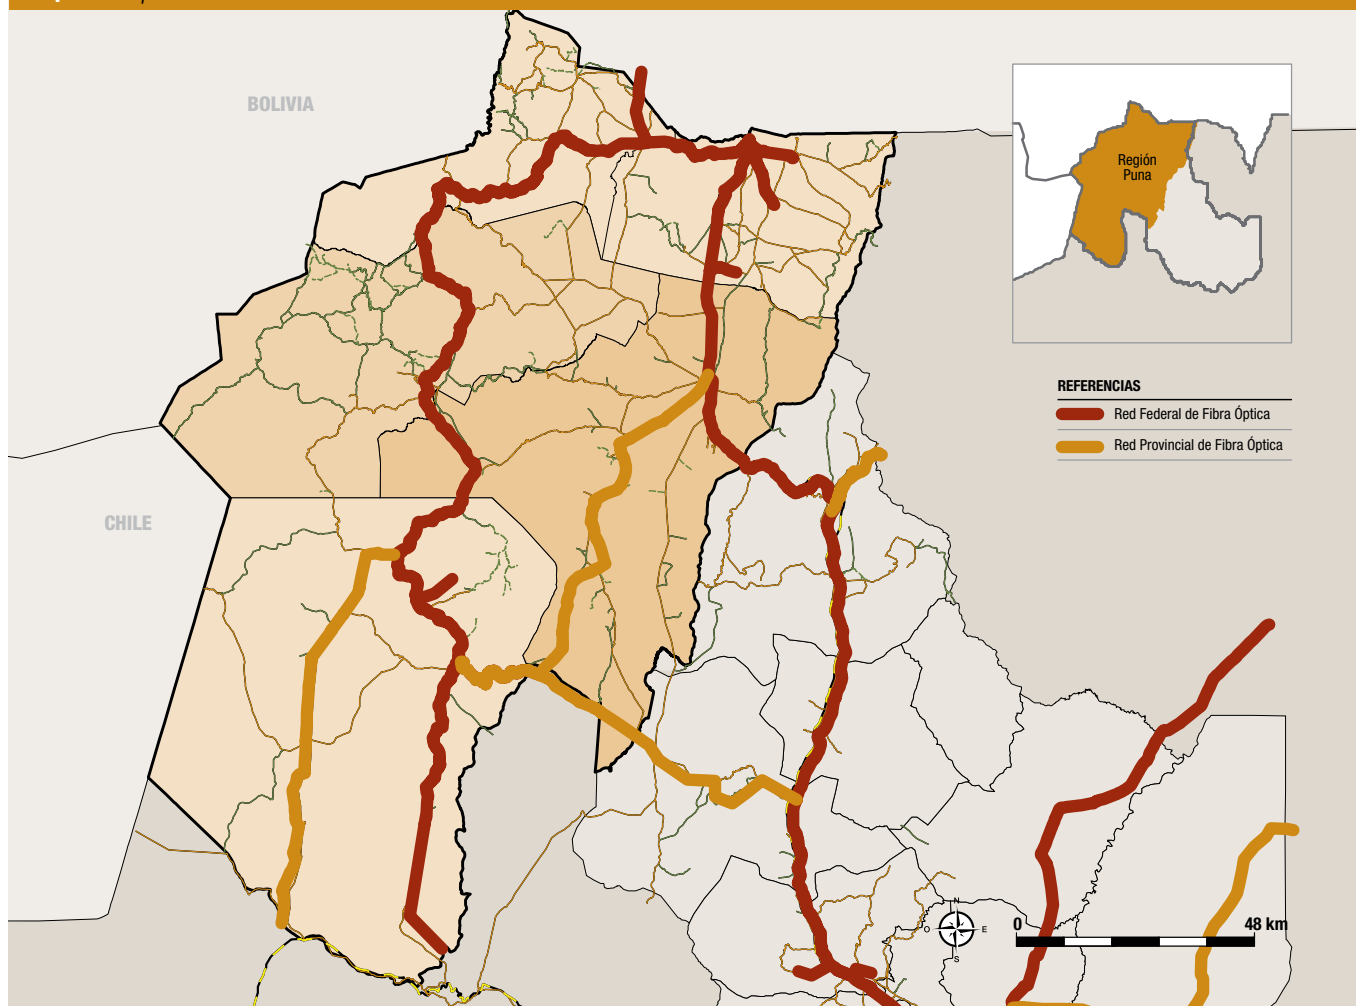 BOLIVIA
CHILE
Región
Puna
REFERENCIAS
Red Federal de Fibra Óptica
Red Provincial de Fibra Óptica
N
O
E
S
0
48 km